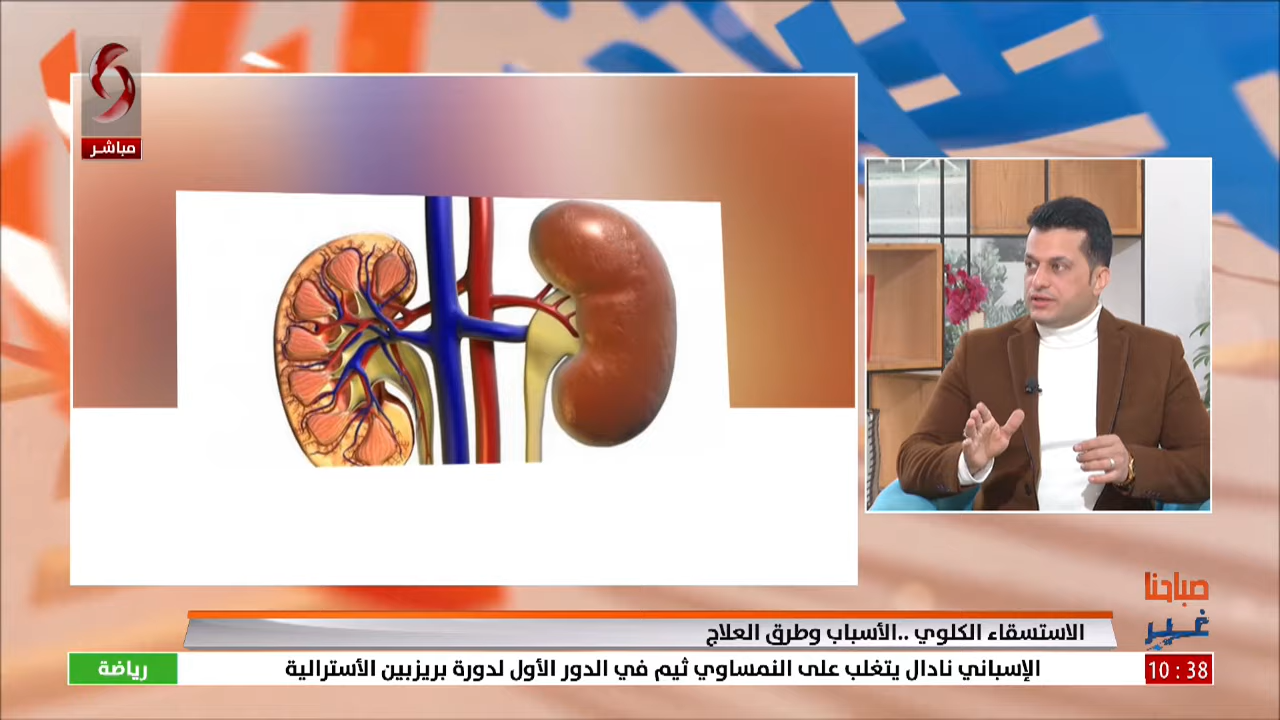 مباشر
صباحنا
غير
الاستسقاء الكلوي ..الأسباب وطرق العلاج
رياضة
الإسباني نادال يتغلب على النمساوي ثيم في الدور الأول لدورة بريزبين الأسترالية
10 : 38